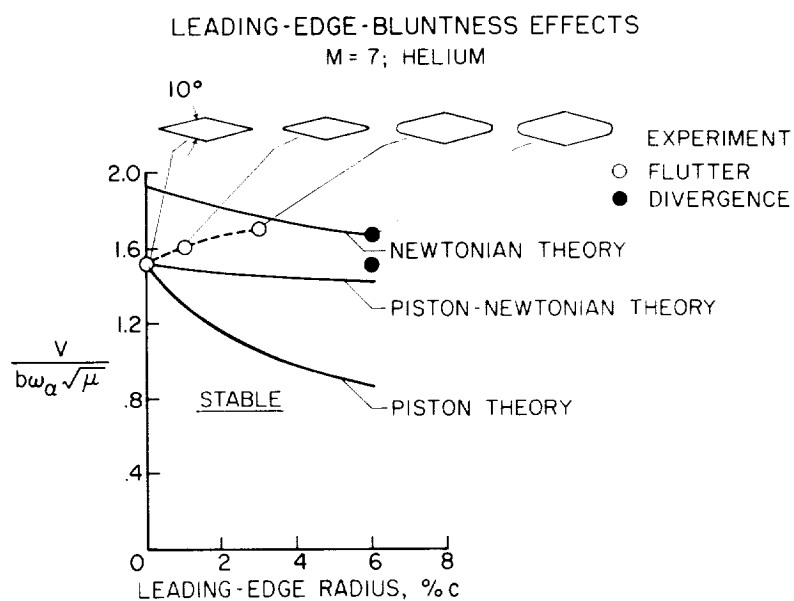 LEADING-EDGE-BLUNTNESS EFFECTS
M = 7; HELIUM
10°
EXPERIMENT
○ FLUTTER
● DIVERGENCE
2.0
1.6
1.2
.8
.4
0
NEWTONIAN THEORY
PISTON-NEWTONIAN THEORY
PISTON THEORY
STABLE
V
bωα√μ
0 2 4 6 8
LEADING-EDGE RADIUS, %c